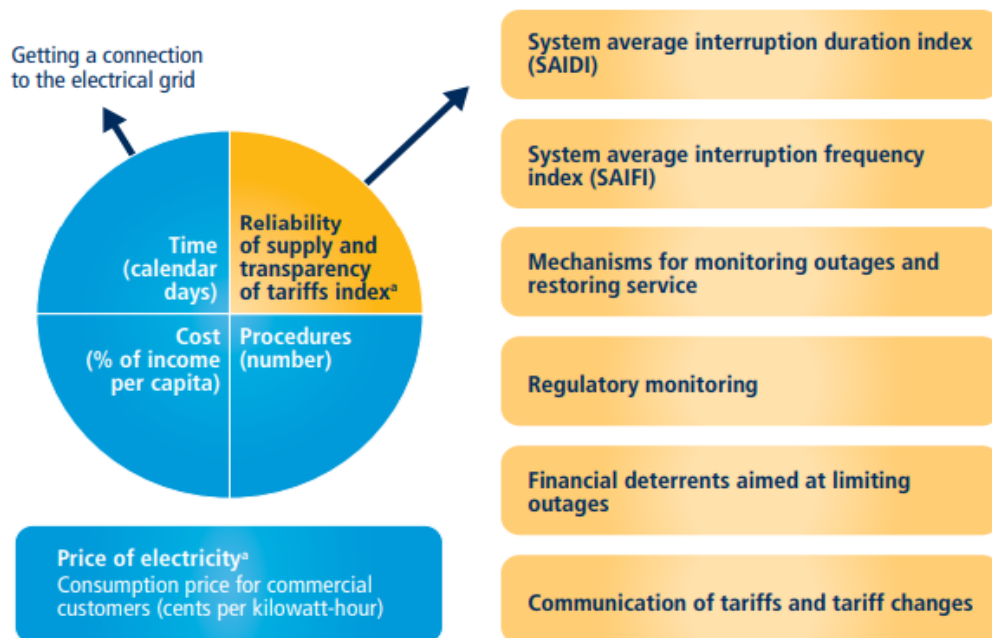 Getting a connection
to the electrical grid
Time
(calendar
days)
Reliability
of supply and
transparency
of tariffs indexᵃ
Cost
(% of income
per capita)
Procedures
(number)
Price of electricityᵃ
Consumption price for commercial
customers (cents per kilowatt-hour)
System average interruption duration index
(SAIDI)
System average interruption frequency
index (SAIFI)
Mechanisms for monitoring outages and
restoring service
Regulatory monitoring
Financial deterrents aimed at limiting
outages
Communication of tariffs and tariff changes